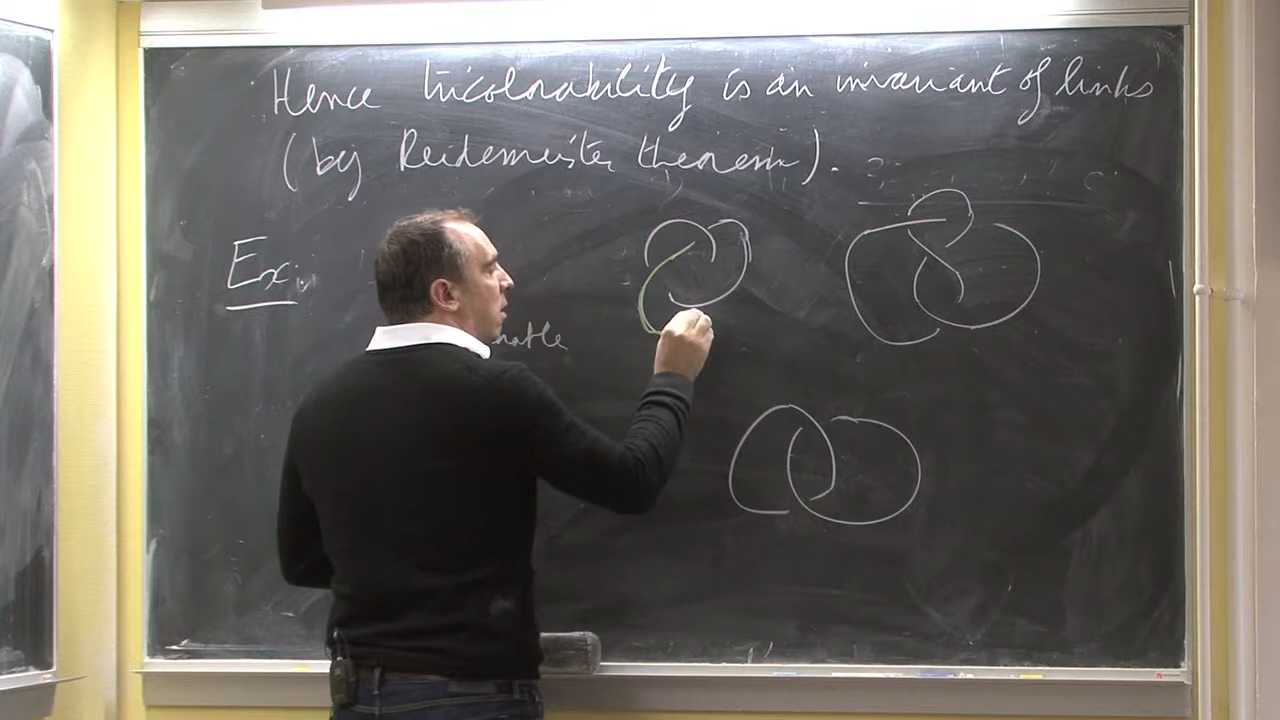 Hence tricolorability is an invariant of links
(by Reidemeister theorem).
Ex.